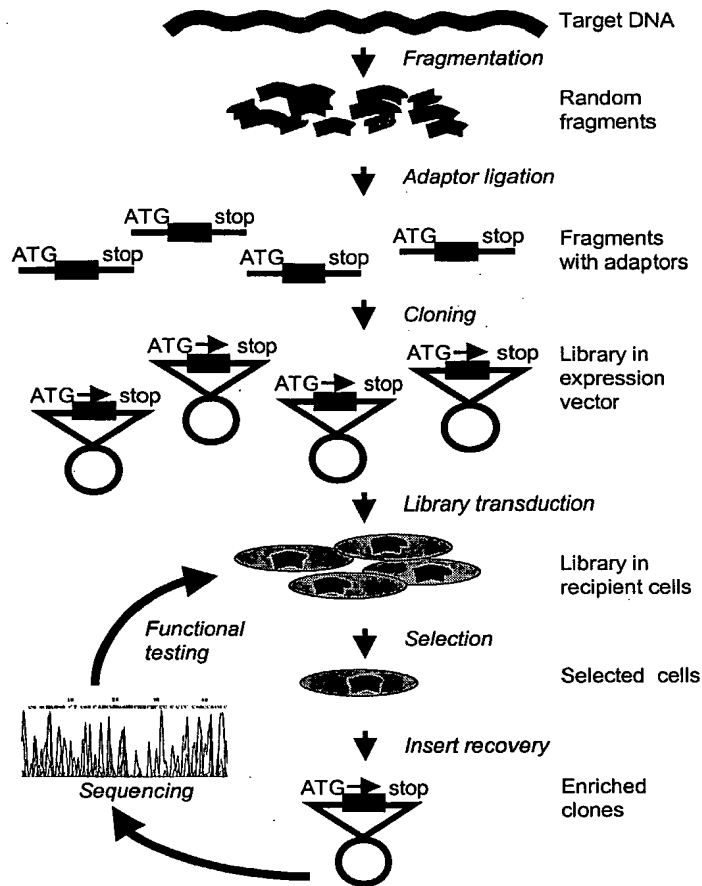 Target DNA
Fragmentation
Random
fragments
Adaptor ligation
ATG stop
ATG stop
ATG stop
ATG stop
Fragments
with adaptors
Cloning
ATG stop
ATG stop
ATG stop
ATG stop
Library in
expression
vector
Library transduction
Library in
recipient cells
Functional
testing
Selection
Selected cells
Insert recovery
Sequencing
ATG stop
Enriched
clones